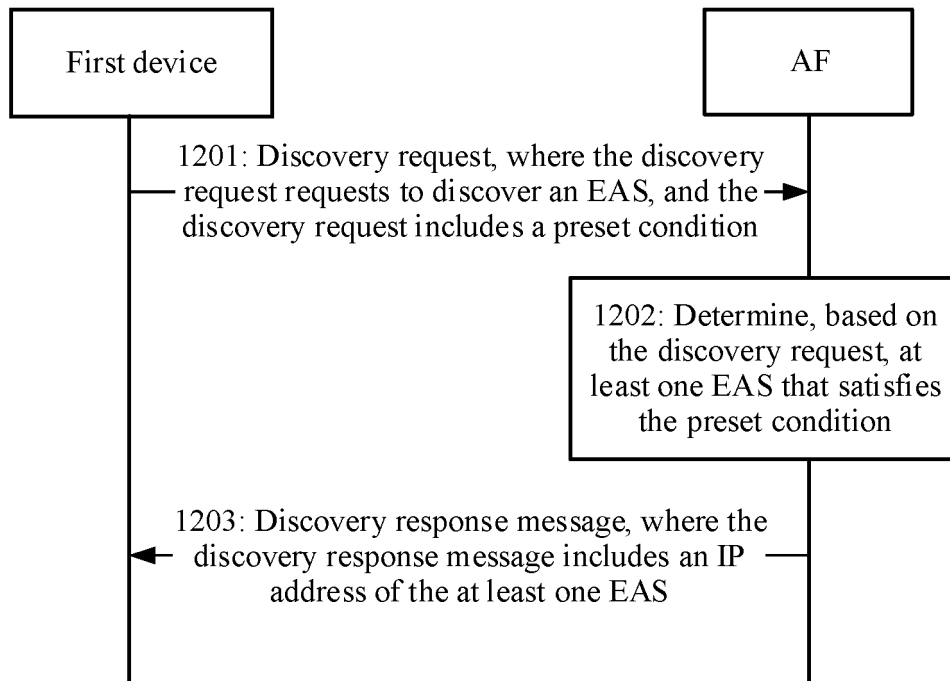 First device
AF
1201: Discovery request, where the discovery
request requests to discover an EAS, and the
discovery request includes a preset condition
1202: Determine, based on
the discovery request, at
least one EAS that satisfies
the preset condition
1203: Discovery response message, where the
discovery response message includes an IP
address of the at least one EAS